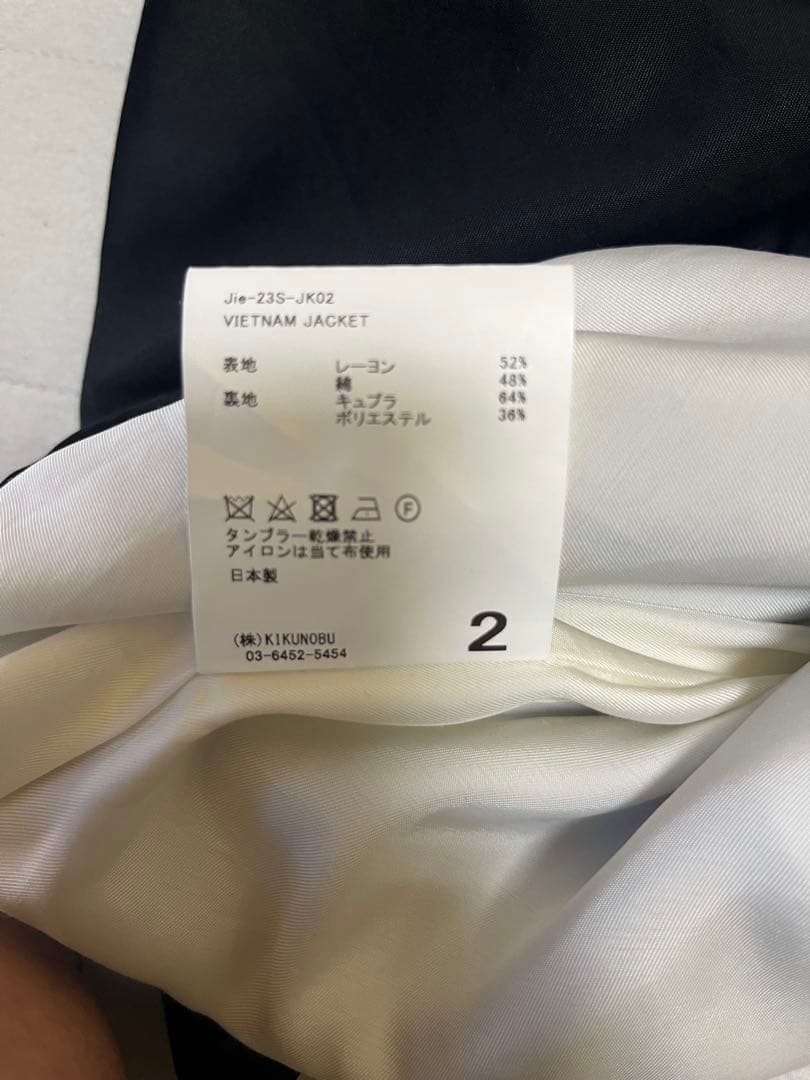 Jie-23S-JK02
VIETNAM JACKET
表地 レーヨン 52%
綿 48%
裏地 キュプラ 64%
ポリエステル 36%
F
タンブラー乾燥禁止
アイロンは当て布使用
日本製
(株)KIKUNOBU
03-6452-5454
2